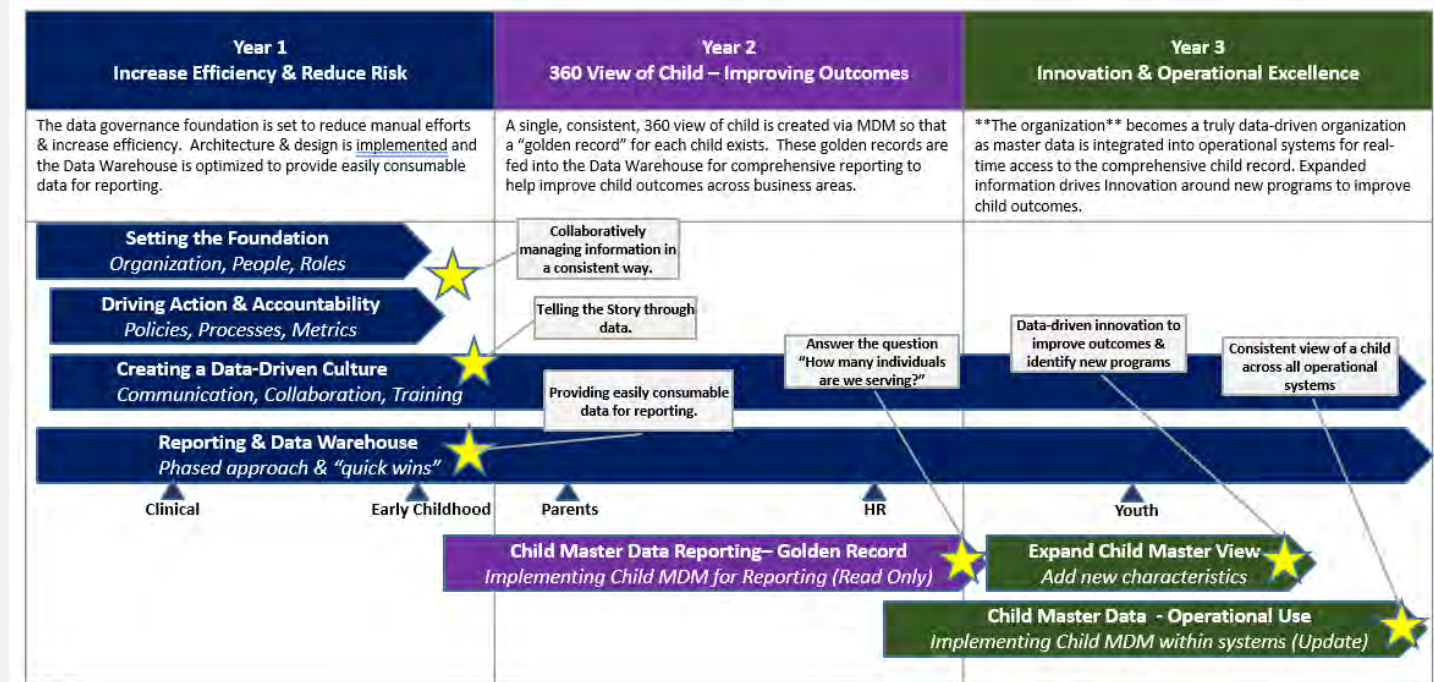 Year 1
Increase Efficiency & Reduce Risk
Year 2
360 View of Child – Improving Outcomes
Year 3
Innovation & Operational Excellence
The data governance foundation is set to reduce manual efforts
& increase efficiency.  Architecture & design is implemented and
the Data Warehouse is optimized to provide easily consumable
data for reporting.
A single, consistent, 360 view of child is created via MDM so that
a “golden record” for each child exists.  These golden records are
fed into the Data Warehouse for comprehensive reporting to
help improve child outcomes across business areas.
**The organization** becomes a truly data-driven organization
as master data is integrated into operational systems for real-
time access to the comprehensive child record. Expanded
information drives Innovation around new programs to improve
child outcomes.
Setting the Foundation
Organization, People, Roles
Collaboratively
managing information in
a consistent way.
Driving Action & Accountability
Policies, Processes, Metrics
Telling the Story through
data.
Creating a Data-Driven Culture
Communication, Collaboration, Training
Providing easily consumable
data for reporting.
Answer the question
“How many individuals
are we serving?”
Data-driven innovation to
improve outcomes &
identify new programs
Consistent view of a child
across all operational
systems
Reporting & Data Warehouse
Phased approach & “quick wins”
Clinical
Early Childhood
Parents
HR
Youth
Child Master Data Reporting– Golden Record
Implementing Child MDM for Reporting (Read Only)
Expand Child Master View
Add new characteristics
Child Master Data  - Operational Use
Implementing Child MDM within systems (Update)